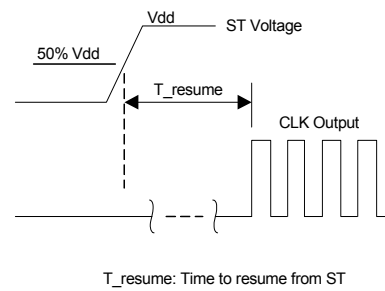 Vdd
ST Voltage
50% Vdd
T_resume
CLK Output
T_resume: Time to resume from ST